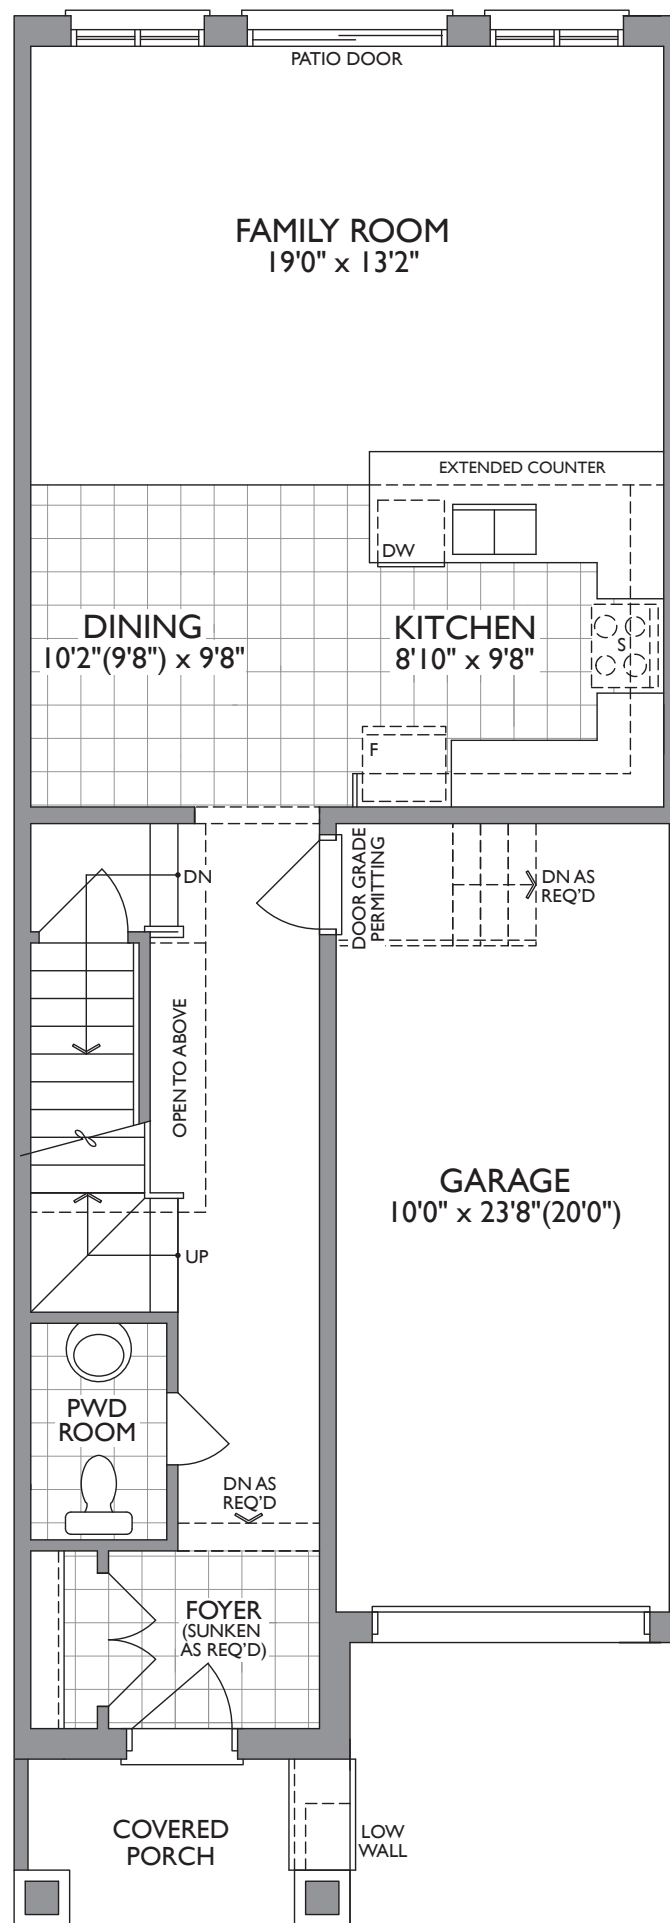 PATIO DOOR
FAMILY ROOM
19'0" x 13'2"
EXTENDED COUNTER
DW
DINING
10'2"(9'8") x 9'8"
KITCHEN
8'10" x 9'8"
S
F
DN
DOOR GRADE
PERMITTING
DN AS
REQ'D
OPEN TO ABOVE
GARAGE
10'0" x 23'8"(20'0")
UP
PWD
ROOM
DN AS
REQ'D
FOYER
(SUNKEN
AS REQ'D)
COVERED
PORCH
LOW
WALL